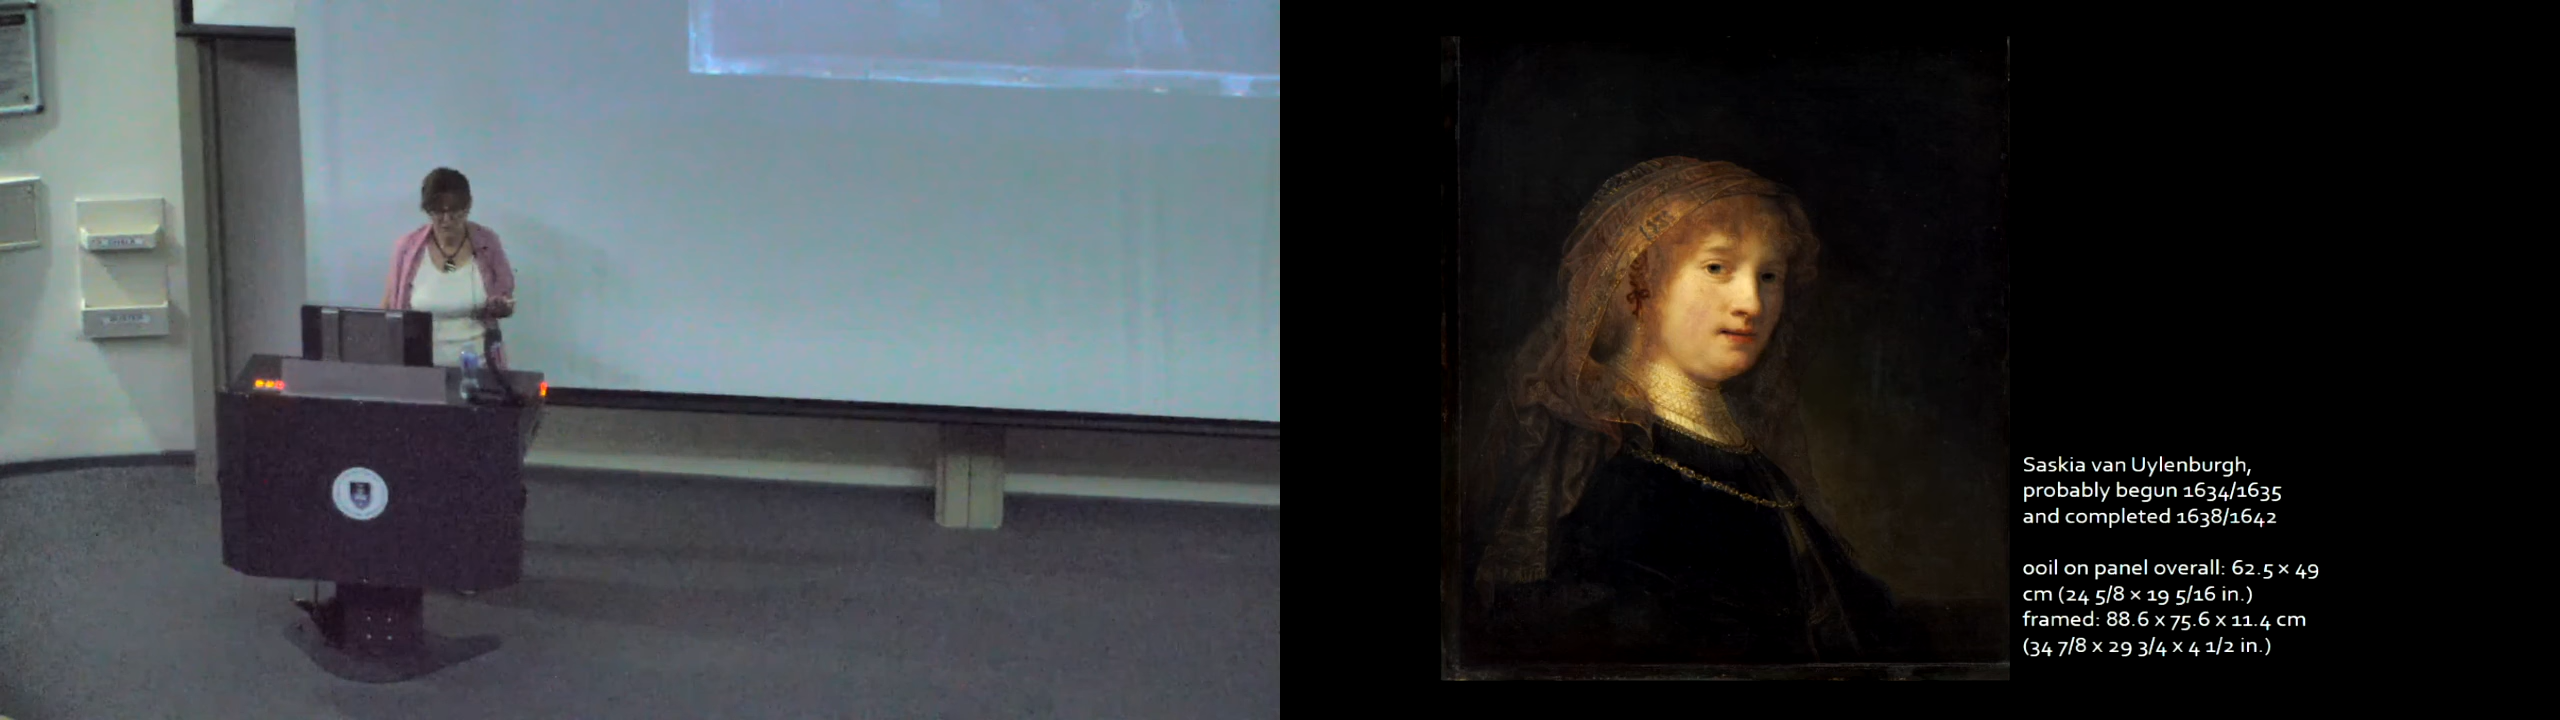 Saskia van Uylenburgh,
probably begun 1634/1635
and completed 1638/1642
ooil on panel overall: 62.5 × 49
cm (24 5/8 × 19 5/16 in.)
framed: 88.6 x 75.6 x 11.4 cm
(34 7/8 x 29 3/4 x 4 1/2 in.)